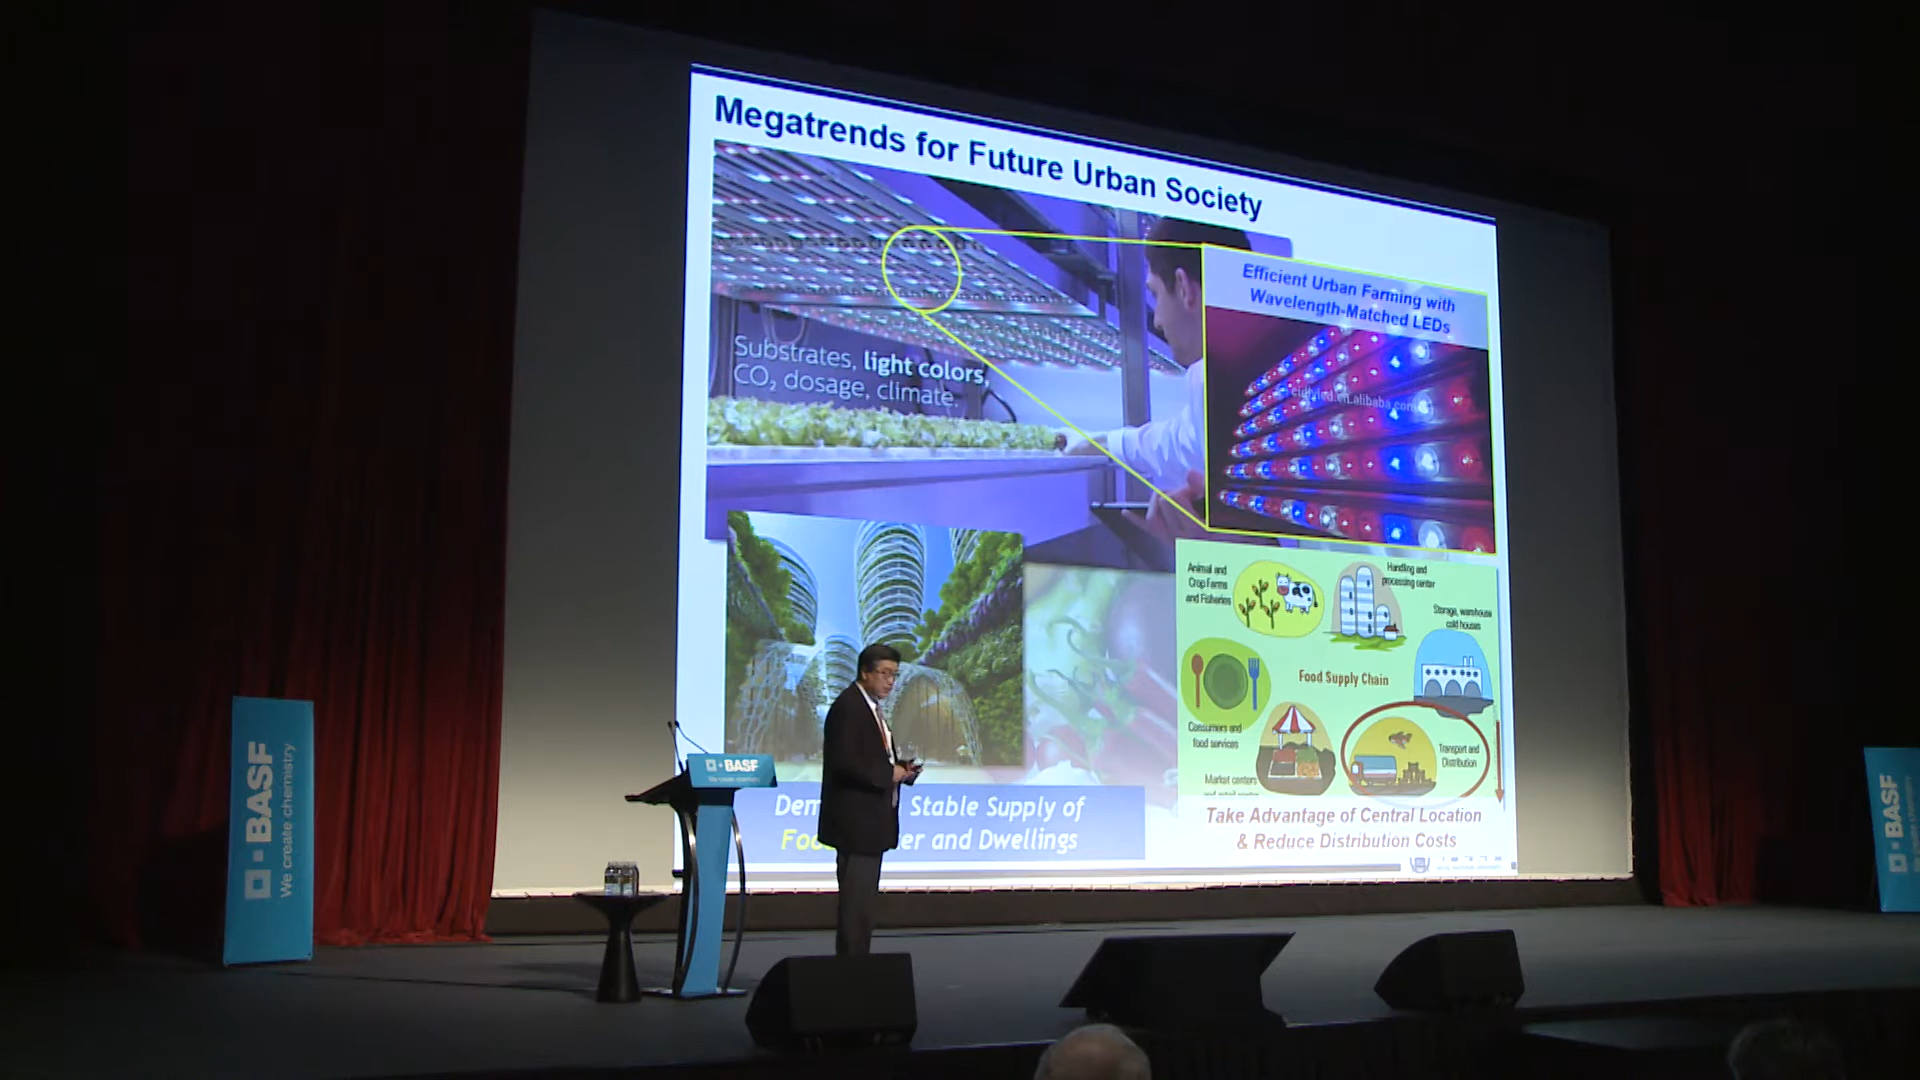 Megatrends for Future Urban Society
Efficient Urban Farming with
Wavelength-Matched LEDs
Substrates, light colors,
CO₂ dosage, climate.
Animal and
Crop Farms
and Fisheries
Handling and
processing center
Storage, warehouse
cold houses
Food Supply Chain
Consumers and
food services
Transport and
Distribution
Market centers
Stable Supply of
and Dwellings
Take Advantage of Central Location
& Reduce Distribution Costs
BASF
We create chemistry
BASF
We create chemistry
BASF
We create